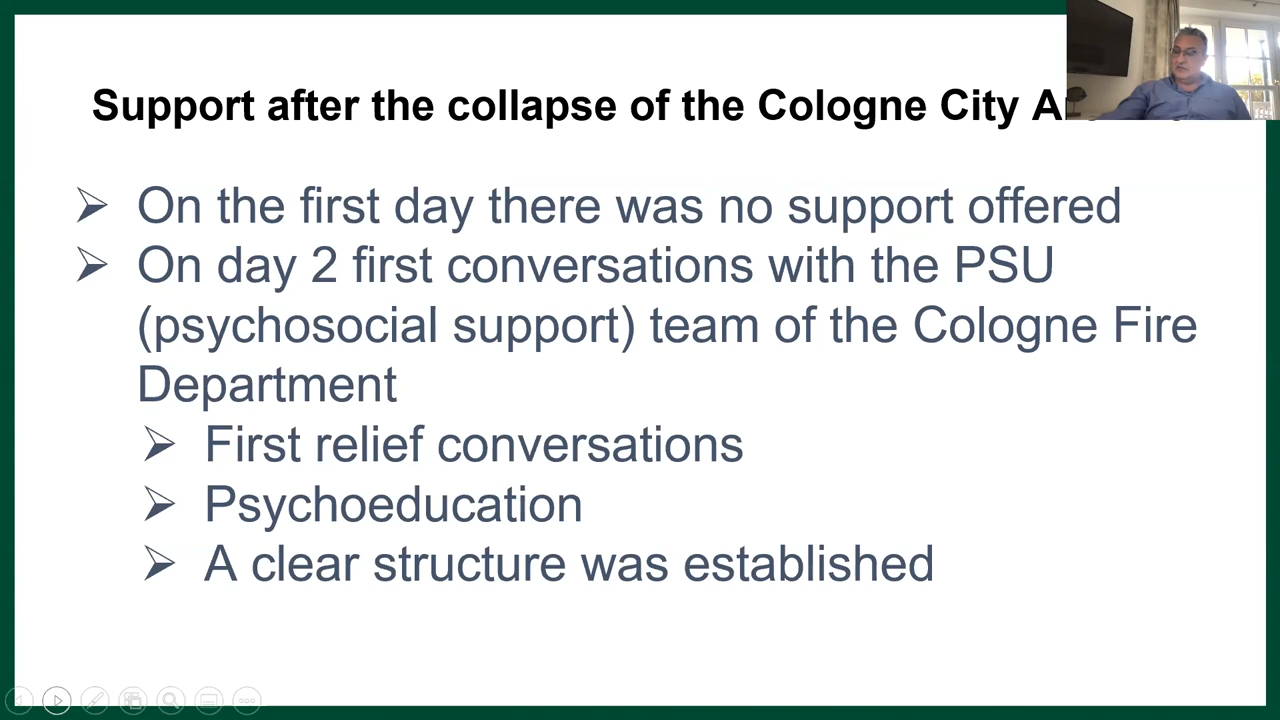 Support after the collapse of the Cologne City
➢ On the first day there was no support offered
➢ On day 2 first conversations with the PSU
(psychosocial support) team of the Cologne Fire
Department
➢ First relief conversations
➢ Psychoeducation
➢ A clear structure was established